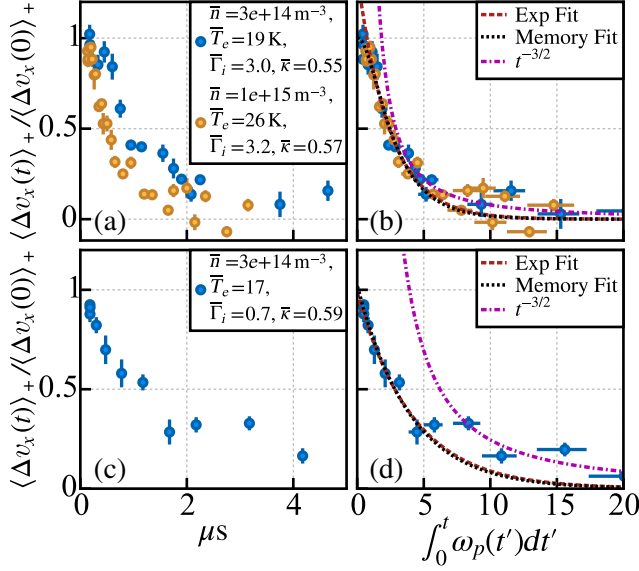 ⟨Δv_x(t)⟩_+/⟨Δv_x(0)⟩_+
1
0.5
0
n̅=3e+14 m⁻³,
T̅_e=19 K,
Γ̅_i=3.0, κ̅=0.55
n̅=1e+15 m⁻³,
T̅_e=26 K,
Γ̅_i=3.2, κ̅=0.57
(a)
Exp Fit
Memory Fit
t^{-3/2}
(b)
⟨Δv_x(t)⟩_+/⟨Δv_x(0)⟩_+
1
0.5
0
n̅=3e+14 m⁻³,
T̅_e=17,
Γ̅_i=0.7, κ̅=0.59
(c)
0 2 4
μs
Exp Fit
Memory Fit
t^{-3/2}
(d)
0 5 10 15 20
∫₀ᵗ ω_p(t′)dt′